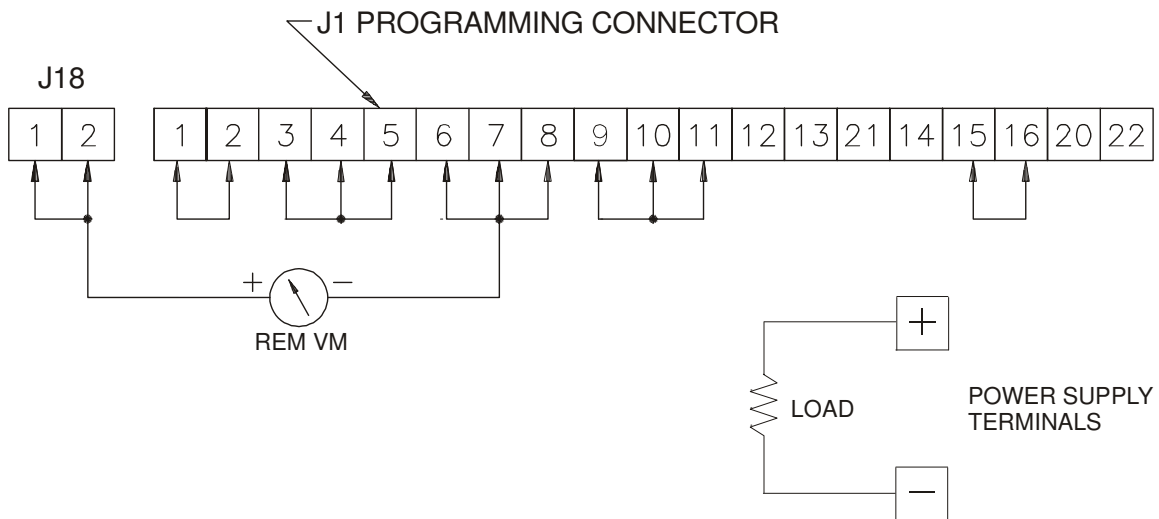 J1 PROGRAMMING CONNECTOR
J18
1 2 1 2 3 4 5 6 7 8 9 10 11 12 13 21 14 15 16 20 22
+ −
REM VM
+
LOAD
POWER SUPPLY
TERMINALS
−